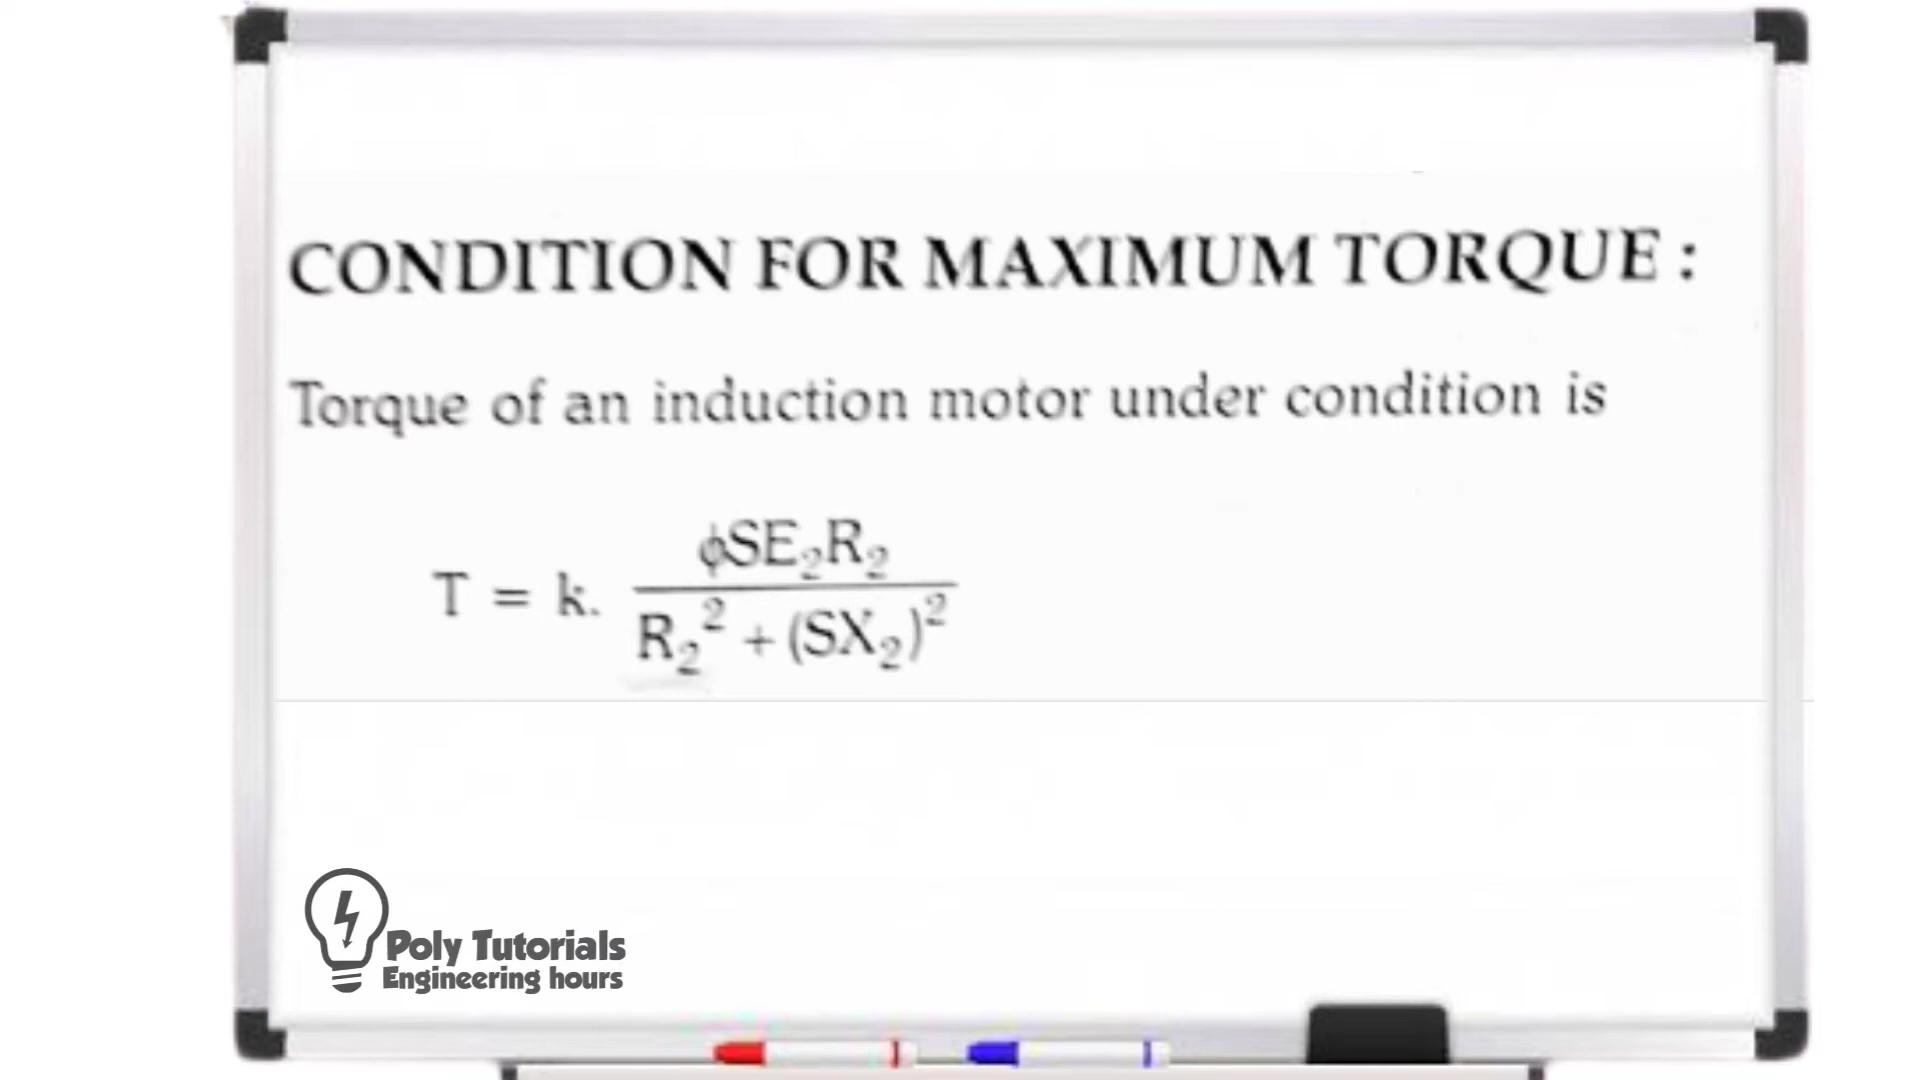 CONDITION FOR MAXIMUM TORQUE :
Torque of an induction motor under condition is
T = k. ϕSE₂R₂ / R₂² + (SX₂)²
Poly Tutorials
Engineering hours